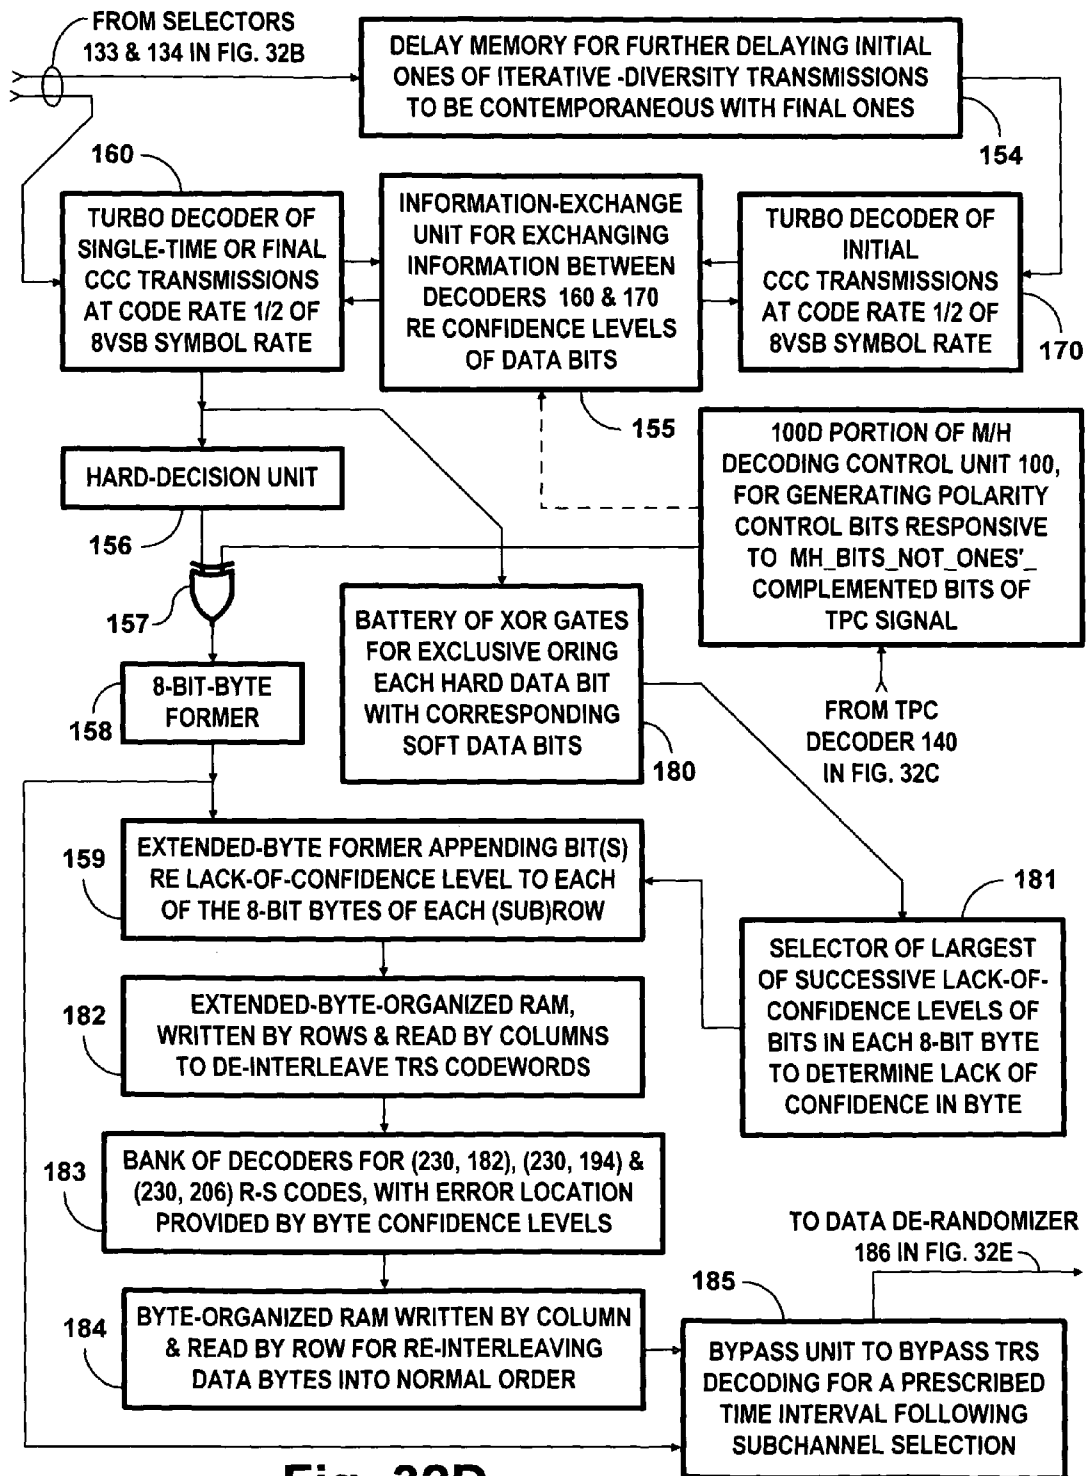 FROM SELECTORS
133 & 134 IN FIG. 32B
DELAY MEMORY FOR FURTHER DELAYING INITIAL
ONES OF ITERATIVE -DIVERSITY TRANSMISSIONS
TO BE CONTEMPORANEOUS WITH FINAL ONES
154
160
TURBO DECODER OF
SINGLE-TIME OR FINAL
CCC TRANSMISSIONS
AT CODE RATE 1/2 OF
8VSB SYMBOL RATE
INFORMATION-EXCHANGE
UNIT FOR EXCHANGING
INFORMATION BETWEEN
DECODERS 160 & 170
RE CONFIDENCE LEVELS
OF DATA BITS
155
TURBO DECODER OF
INITIAL
CCC TRANSMISSIONS
AT CODE RATE 1/2 OF
8VSB SYMBOL RATE
170
HARD-DECISION UNIT
156
157
100D PORTION OF M/H
DECODING CONTROL UNIT 100,
FOR GENERATING POLARITY
CONTROL BITS RESPONSIVE
TO MH_BITS_NOT_ONES'_
COMPLEMENTED BITS OF
TPC SIGNAL
FROM TPC
DECODER 140
IN FIG. 32C
8-BIT-BYTE
FORMER
158
BATTERY OF XOR GATES
FOR EXCLUSIVE ORING
EACH HARD DATA BIT
WITH CORRESPONDING
SOFT DATA BITS
180
159
EXTENDED-BYTE FORMER APPENDING BIT(S)
RE LACK-OF-CONFIDENCE LEVEL TO EACH
OF THE 8-BIT BYTES OF EACH (SUB)ROW
181
SELECTOR OF LARGEST
OF SUCCESSIVE LACK-OF-
CONFIDENCE LEVELS OF
BITS IN EACH 8-BIT BYTE
TO DETERMINE LACK OF
CONFIDENCE IN BYTE
182
EXTENDED-BYTE-ORGANIZED RAM,
WRITTEN BY ROWS & READ BY COLUMNS
TO DE-INTERLEAVE TRS CODEWORDS
183
BANK OF DECODERS FOR (230, 182), (230, 194) &
(230, 206) R-S CODES, WITH ERROR LOCATION
PROVIDED BY BYTE CONFIDENCE LEVELS
TO DATA DE-RANDOMIZER
186 IN FIG. 32E
184
BYTE-ORGANIZED RAM WRITTEN BY COLUMN
& READ BY ROW FOR RE-INTERLEAVING
DATA BYTES INTO NORMAL ORDER
185
BYPASS UNIT TO BYPASS TRS
DECODING FOR A PRESCRIBED
TIME INTERVAL FOLLOWING
SUBCHANNEL SELECTION
Fig. 32D